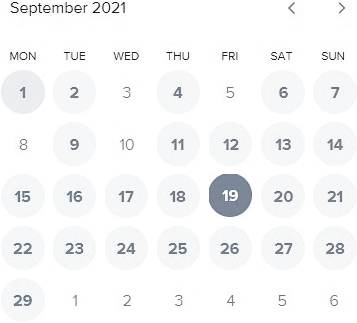 September 2021
MON TUE WED THU FRI SAT SUN
1 2 3 4 5 6 7
8 9 10 11 12 13 14
15 16 17 18 19 20 21
22 23 24 25 26 27 28
29 1 2 3 4 5 6